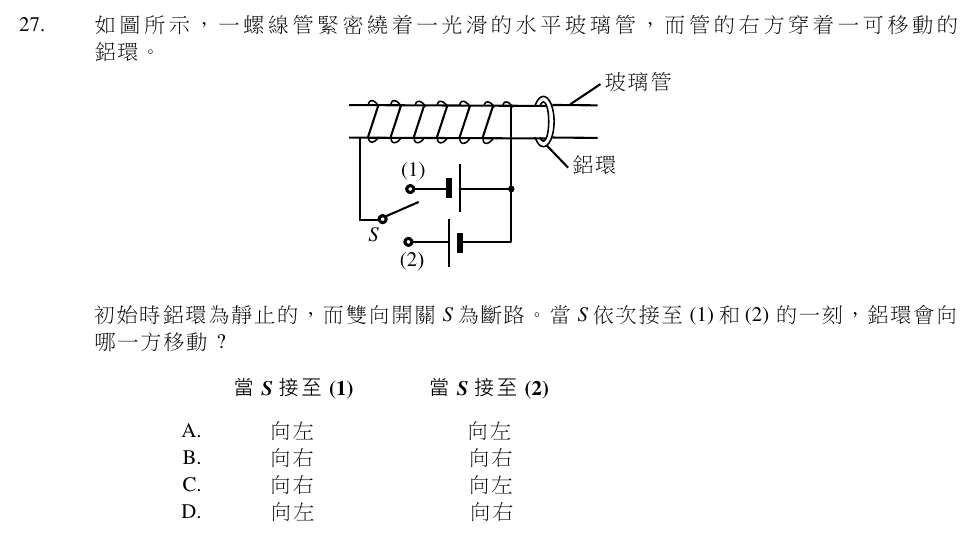 27. 如圖所示，一螺線管緊密繞着一光滑的水平玻璃管，而管的右方穿着一可移動的
鋁環。
玻璃管
鋁環
(1)
S
(2)
初始時鋁環為靜止的，而雙向開關 S 為斷路。當 S 依次接至 (1) 和 (2) 的一刻，鋁環會向
哪一方移動？
當 S 接至 (1) 當 S 接至 (2)
A. 向左 向左
B. 向右 向右
C. 向右 向左
D. 向左 向右